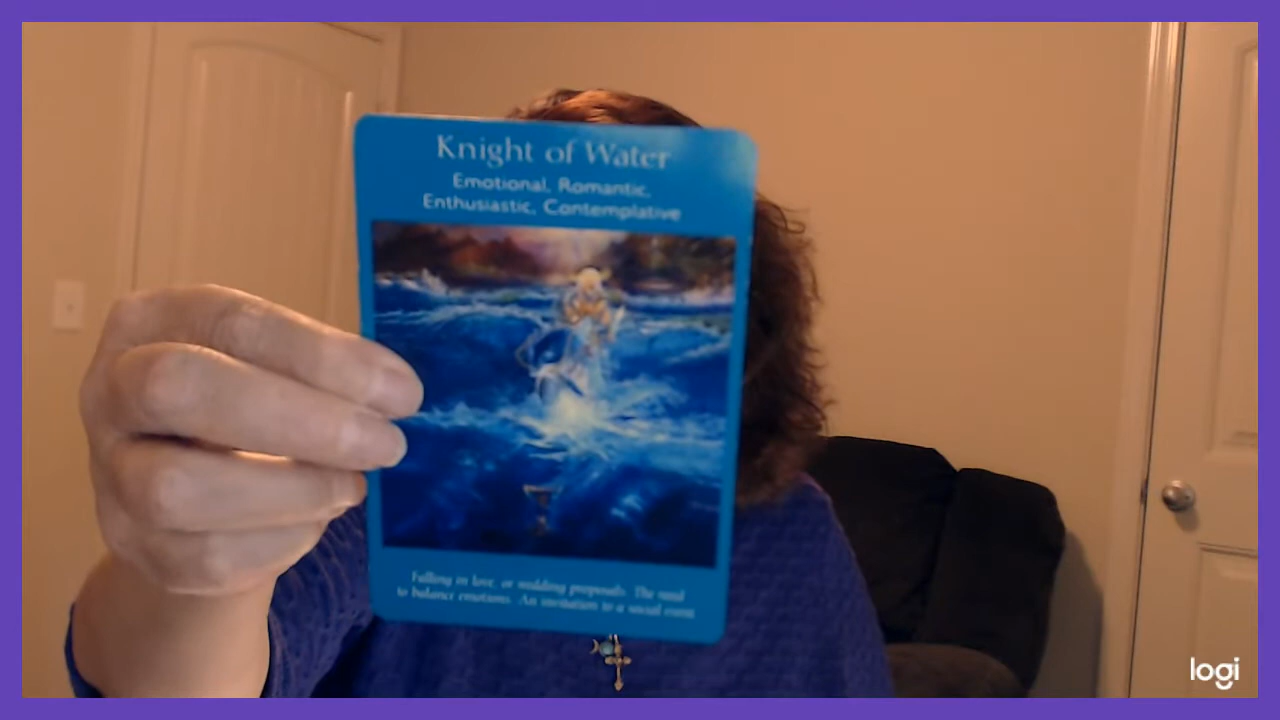 Knight of Water
Emotional, Romantic,
Enthusiastic, Contemplative
Falling in love, or wedding proposals. The need
to balance emotions. An invitation to a social event.
logi